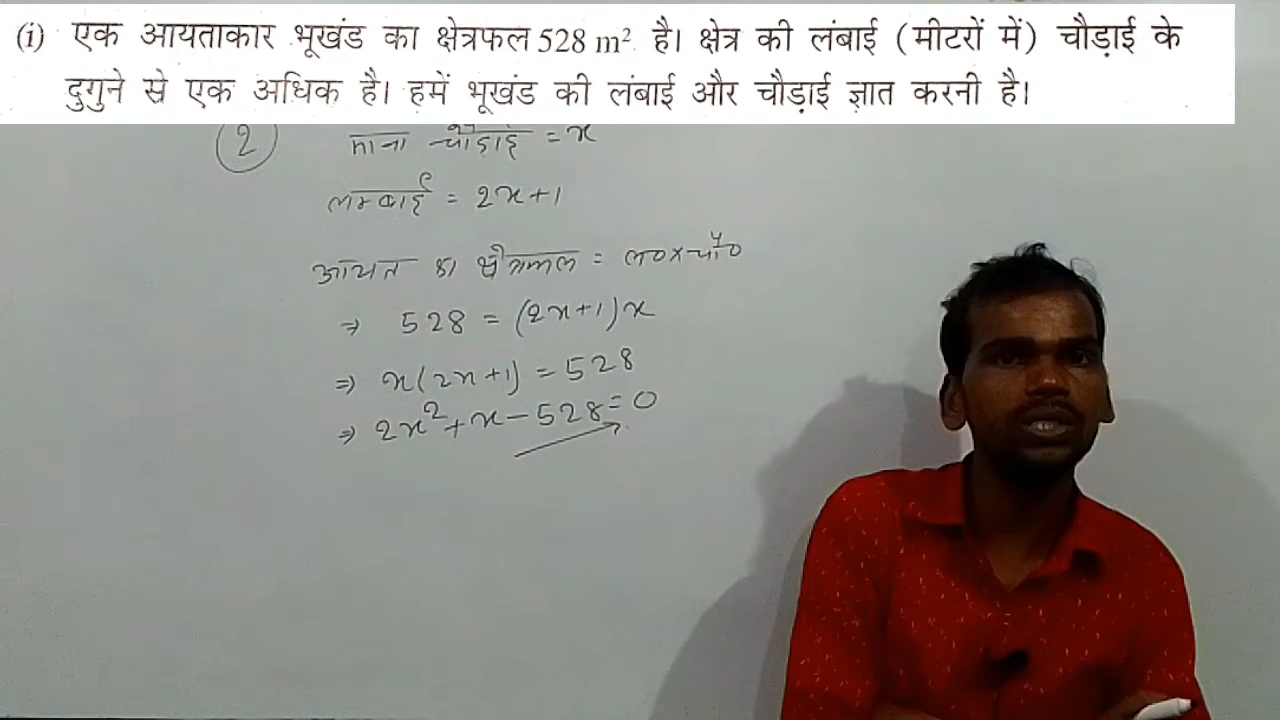 (i) एक आयताकार भूखंड का क्षेत्रफल 528 m² है। क्षेत्र की लंबाई (मीटरों में) चौड़ाई के
दुगुने से एक अधिक है। हमें भूखंड की लंबाई और चौड़ाई ज्ञात करनी है।
2 माना चौड़ाई = x
लम्बाई = 2x+1
आयत का क्षेत्रफल = ल०×चौ०
⇒ 528 = (2x+1)x
⇒ x(2x+1) = 528
⇒ 2x²+x-528=0